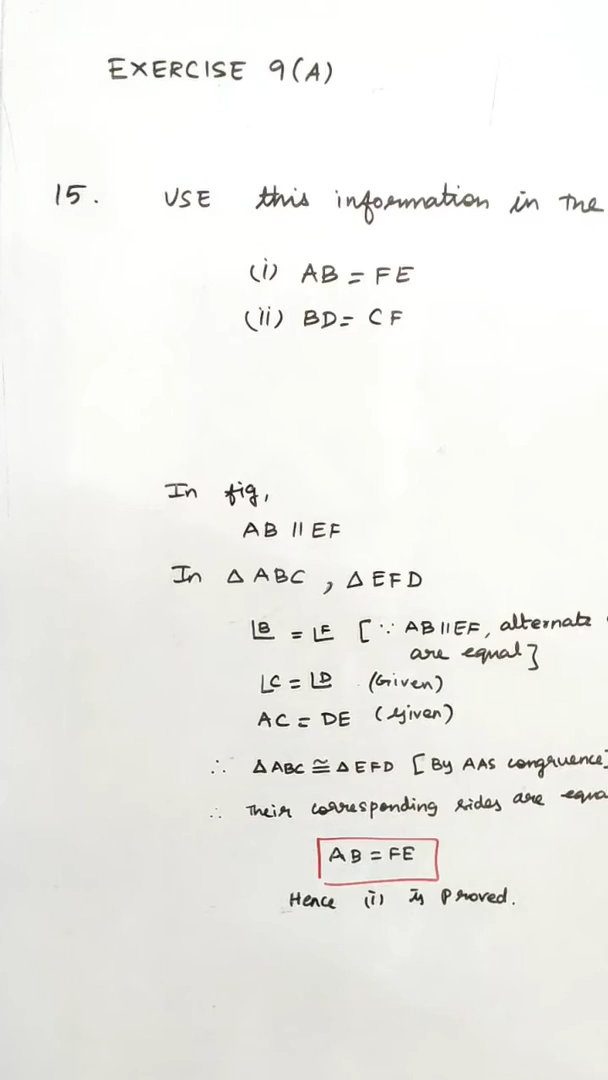 EXERCISE 9(A)
15. USE this information in the
(i) AB = FE
(ii) BD = CF
In fig,
AB || EF
In △ ABC , △ EFD
∠B = ∠F [∵ AB || EF, alternate
are equal]
∠C = ∠D (Given)
AC = DE (Given)
∴ △ ABC ≅ △ EFD [By AAS congruence]
∴ Their corresponding sides are equa
AB = FE
Hence (i) is Proved.